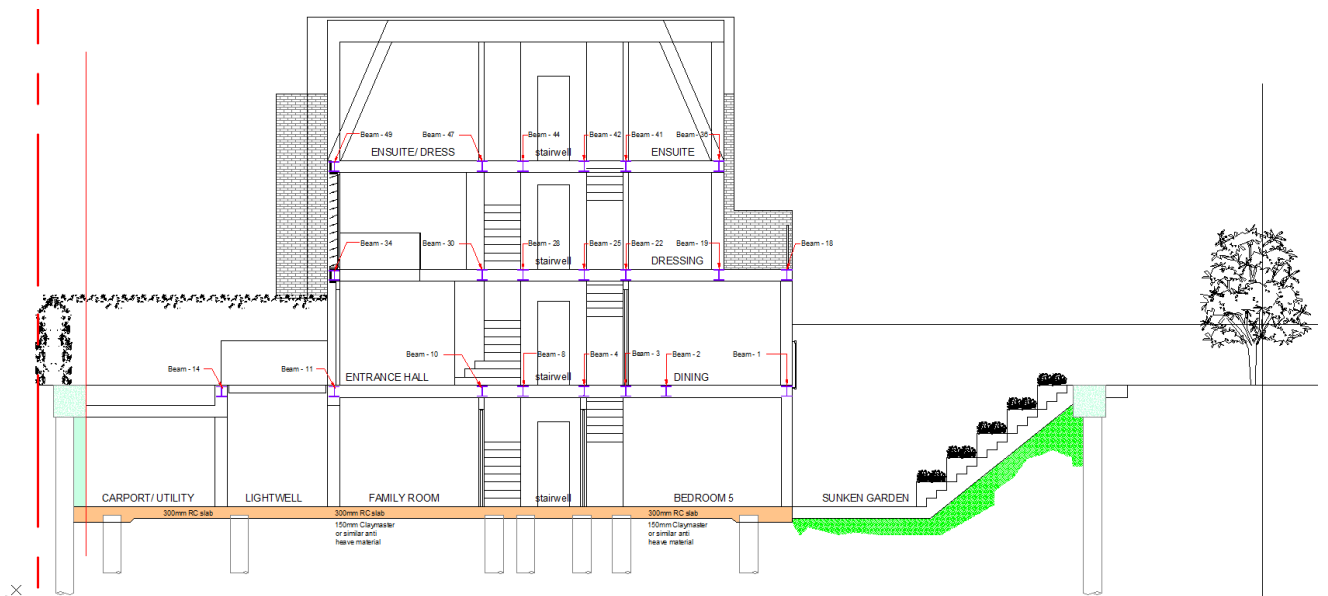 Beam - 49
Beam - 47
Beam - 44
Beam - 42
Beam - 41
Beam - 36
ENSUITE/ DRESS
stairwell
ENSUITE
Beam - 34
Beam - 30
Beam - 28
Beam - 25
Beam - 22
Beam - 19
Beam - 18
stairwell
DRESSING
Beam - 14
Beam - 11
Beam - 10
Beam - 8
Beam - 4
Beam - 3
Beam - 2
Beam - 1
ENTRANCE HALL
stairwell
DINING
CARPORT/ UTILITY
LIGHTWELL
FAMILY ROOM
stairwell
BEDROOM 5
SUNKEN GARDEN
300mm RC slab
300mm RC slab
300mm RC slab
150mm Claymaster
or similar anti
heave material
150mm Claymaster
or similar anti
heave material